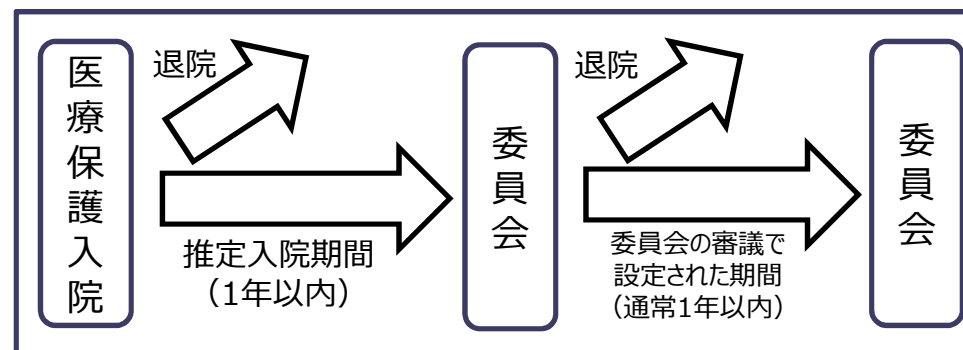 医療保護入院
退院
推定入院期間
（1年以内）
委員会
退院
委員会の審議で
設定された期間
（通常1年以内）
委員会